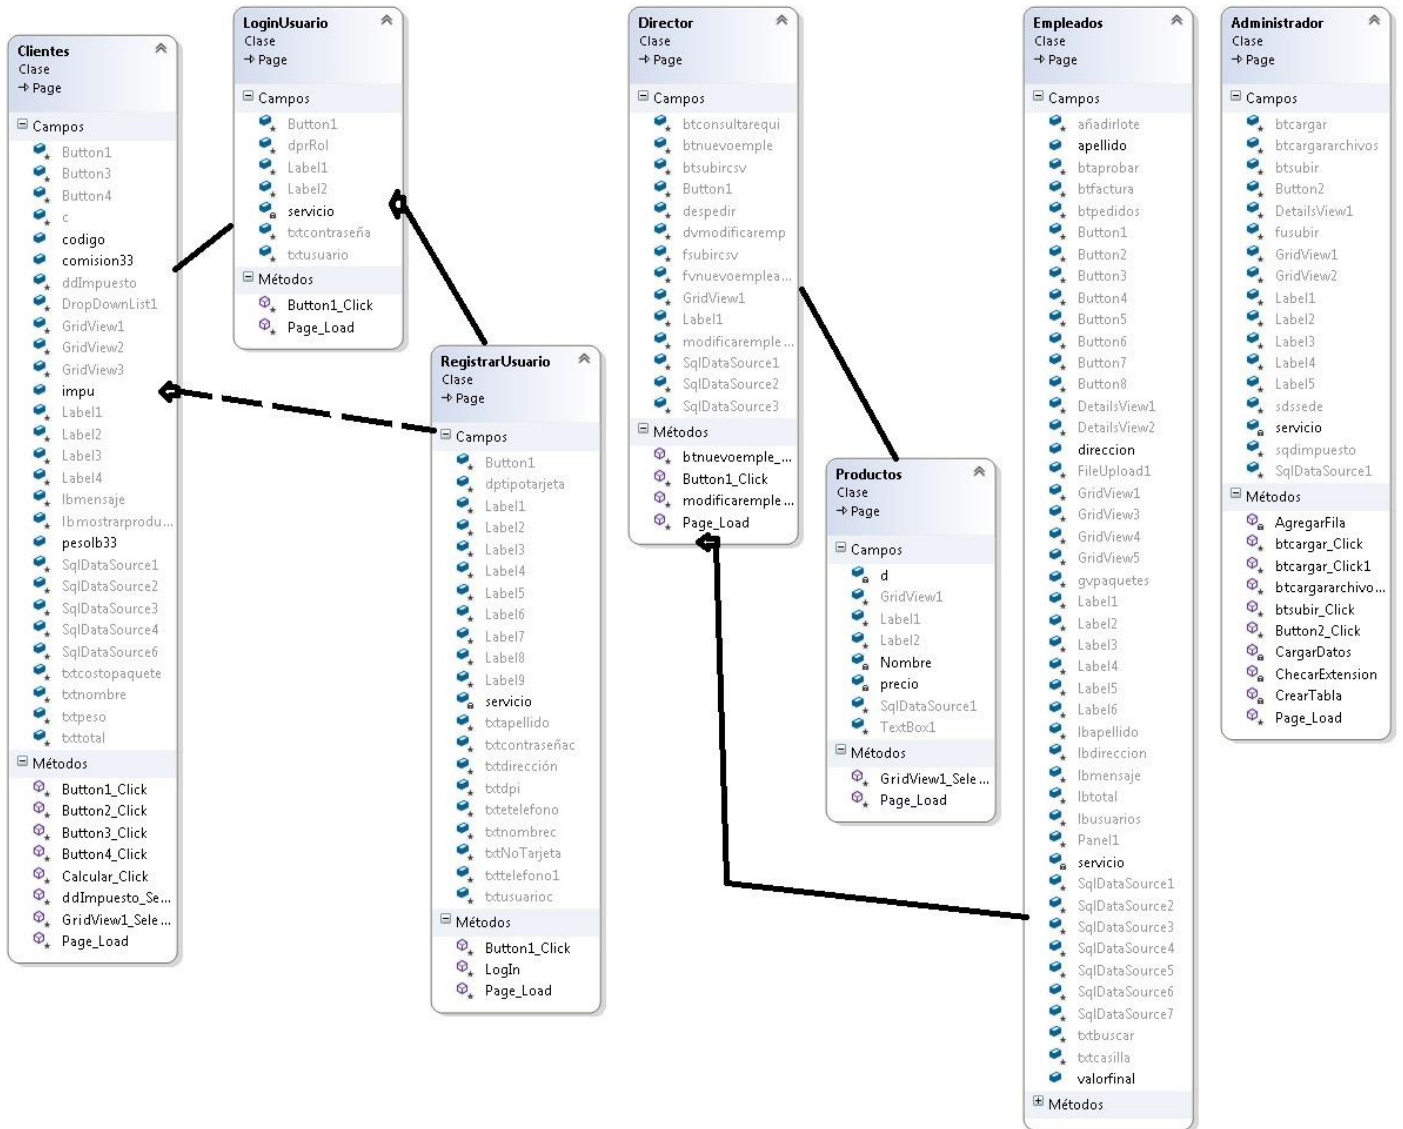 Clientes
Clase
Page
Campos
Button1
Button3
Button4
c
codigo
comision33
ddImpuesto
DropDownList1
GridView1
GridView2
GridView3
impu
Label1
Label2
Label3
Label4
lbmensaje
lbmostrarprodu...
pesolb33
SqlDataSource1
SqlDataSource2
SqlDataSource3
SqlDataSource4
SqlDataSource6
txtcostopaquete
txtnombre
txtpeso
txttotal
Métodos
Button1_Click
Button2_Click
Button3_Click
Button4_Click
Calcular_Click
ddImpuesto_Se...
GridView1_Sele...
Page_Load
LoginUsuario
Clase
Page
Campos
Button1
dprRol
Label1
Label2
servicio
txtcontraseña
txtusuario
Métodos
Button1_Click
Page_Load
RegistrarUsuario
Clase
Page
Campos
Button1
dptipotarjeta
Label1
Label2
Label3
Label4
Label5
Label6
Label7
Label8
Label9
servicio
txtapellido
txtcontraseñac
txtdirección
txtdpi
txtetelefono
txtnombrec
txtNoTarjeta
txttelefono1
txtusuarioc
Métodos
Button1_Click
LogIn
Page_Load
Director
Clase
Page
Campos
btconsultarequi
btnuevoemple
btsubircsv
Button1
despedir
dvmodificaremp
fsubircsv
fvnuevoemplea...
GridView1
Label1
modificaremple...
SqlDataSource1
SqlDataSource2
SqlDataSource3
Métodos
btnuevoemple_...
Button1_Click
modificaremple...
Page_Load
Productos
Clase
Page
Campos
d
GridView1
Label1
Label2
Nombre
precio
SqlDataSource1
TextBox1
Métodos
GridView1_Sele...
Page_Load
Empleados
Clase
Page
Campos
añadirlote
apellido
btaprobar
btfactura
btpedidos
Button1
Button2
Button3
Button4
Button5
Button6
Button7
Button8
DetailsView1
DetailsView2
direccion
FileUpload1
GridView1
GridView3
GridView4
GridView5
gvpaquetes
Label1
Label2
Label3
Label4
Label5
Label6
lbapellido
lbdireccion
lbmensaje
lbtotal
lbusuarios
Panel1
servicio
SqlDataSource1
SqlDataSource2
SqlDataSource3
SqlDataSource4
SqlDataSource5
SqlDataSource6
SqlDataSource7
txtbuscar
txtcasilla
valorfinal
Métodos
Administrador
Clase
Page
Campos
btcargar
btcargararchivos
btsubir
Button2
DetailsView1
fusubir
GridView1
GridView2
Label1
Label2
Label3
Label4
Label5
sdssede
servicio
sqdimpuesto
SqlDataSource1
Métodos
AgregarFila
btcargar_Click
btcargar_Click1
btcargararchivo...
btsubir_Click
Button2_Click
CargarDatos
ChecarExtension
CrearTabla
Page_Load